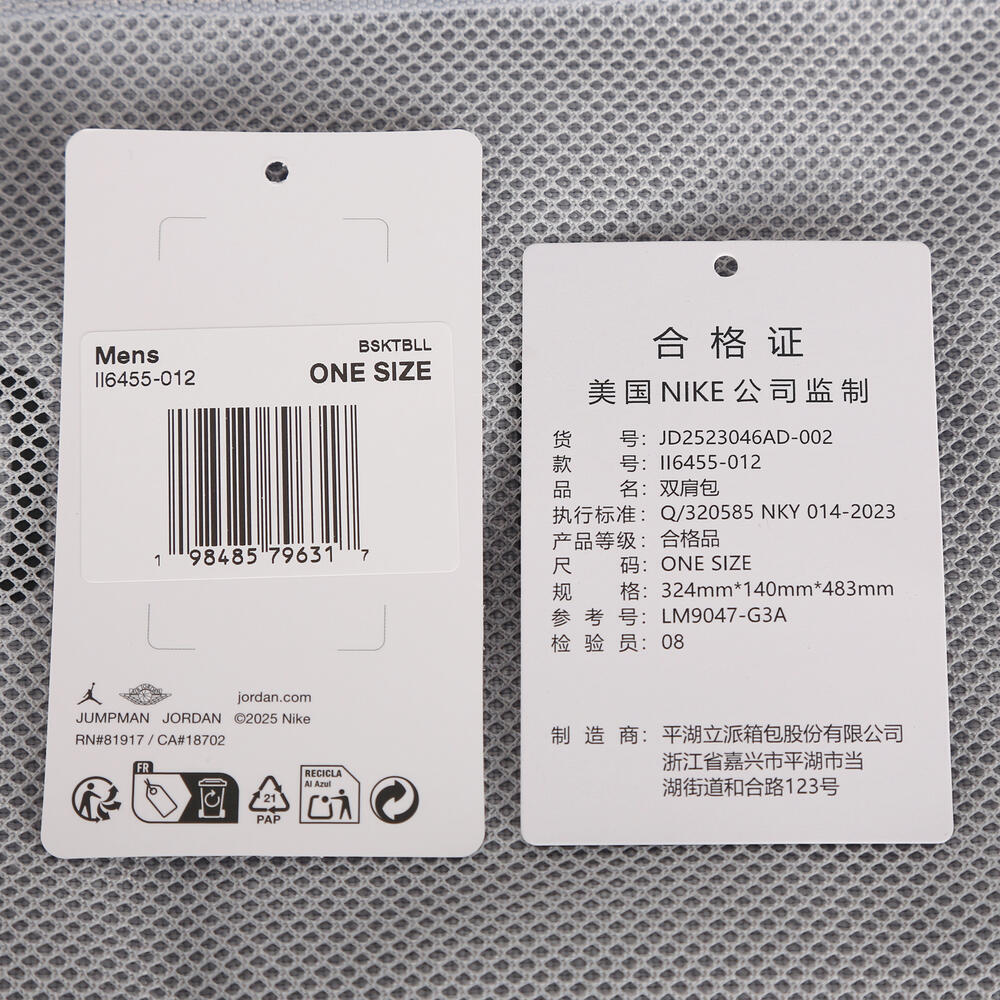 Mens
II6455-012
BSKTBLL
ONE SIZE
1 98485 79631 7
jordan.com
JUMPMAN JORDAN ©2025 Nike
RN#81917 / CA#18702
FR
21
PAP
RECICLA
Al Azul
合格证
美国NIKE公司监制
货 号：JD2523046AD-002
款 号：II6455-012
品 名：双肩包
执行标准：Q/320585 NKY 014-2023
产品等级：合格品
尺 码：ONE SIZE
规 格：324mm*140mm*483mm
参 考 号：LM9047-G3A
检 验 员：08
制 造 商：平湖立派箱包股份有限公司
浙江省嘉兴市平湖市当
湖街道和合路123号